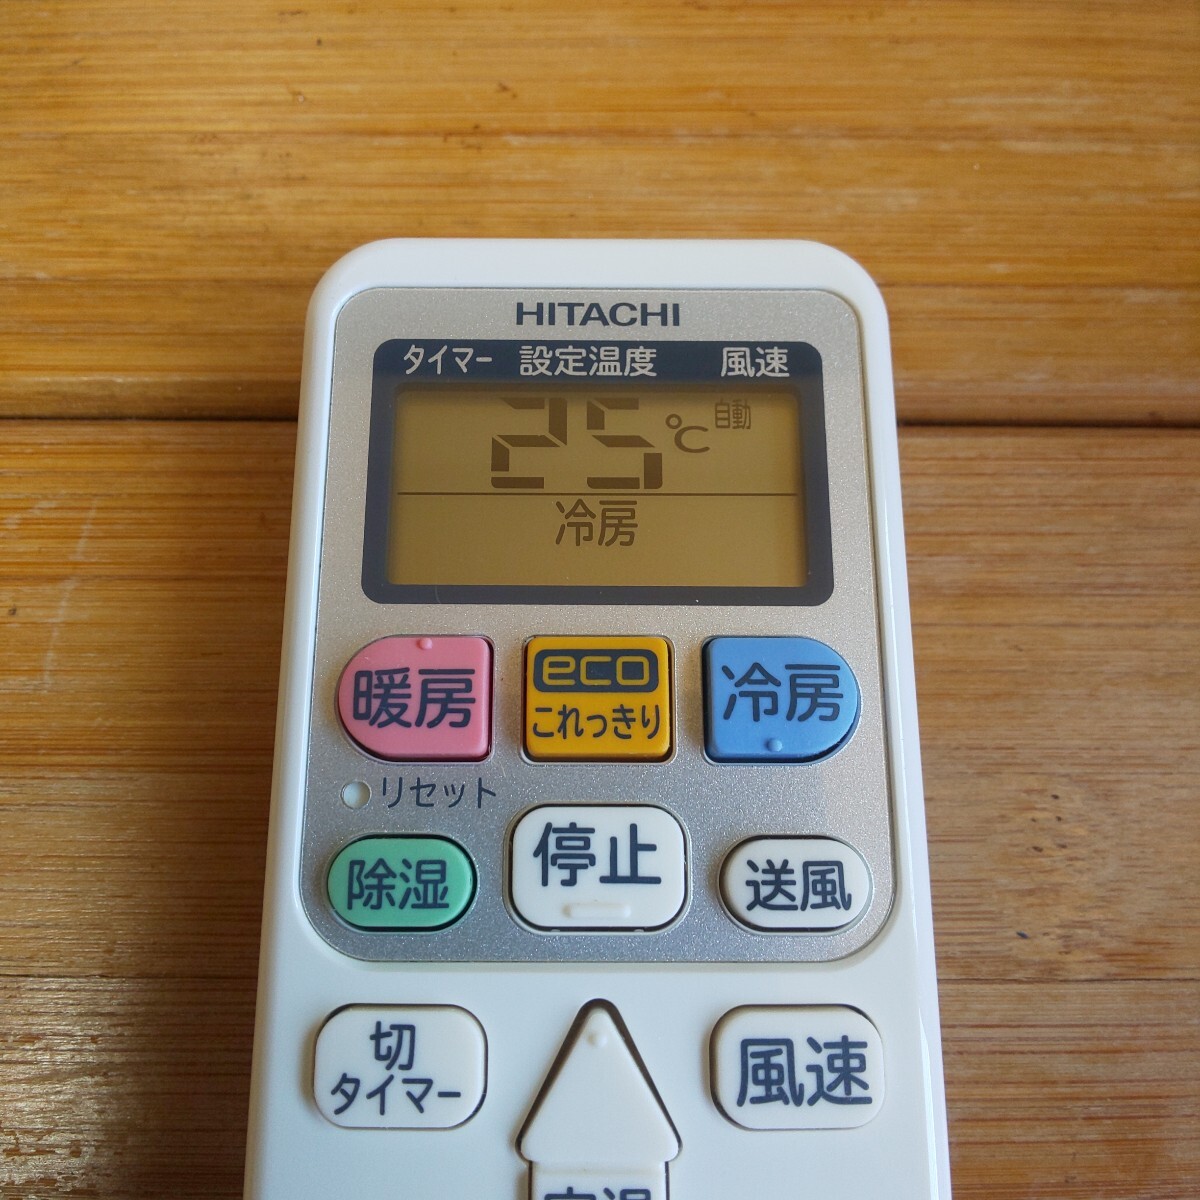 HITACHI
タイマー 設定温度 風速
25℃ 自動
冷房
暖房
eco
これっきり
冷房
リセット
除湿
停止
送風
切
タイマー
風速